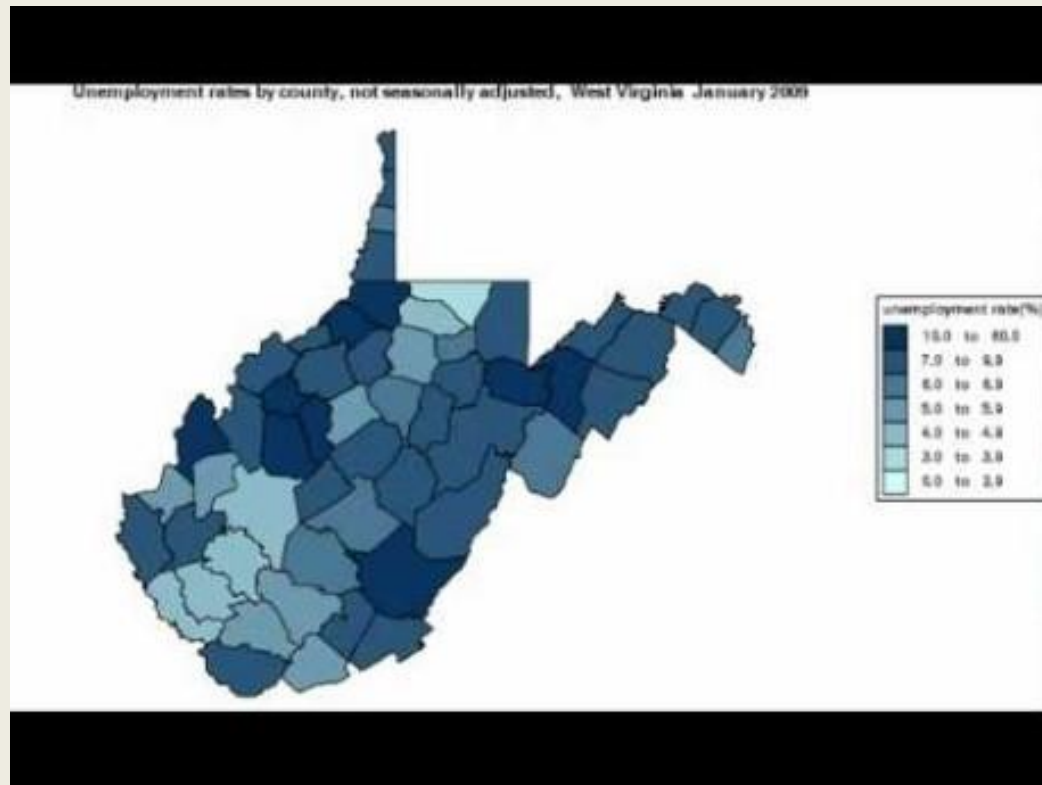 Unemployment rates by county, not seasonally adjusted, West Virginia January 2009
unemployment rate(%)
10.0 to 60.0
7.0 to 9.9
6.0 to 6.9
5.0 to 5.9
4.0 to 4.9
3.0 to 3.9
0.0 to 2.9